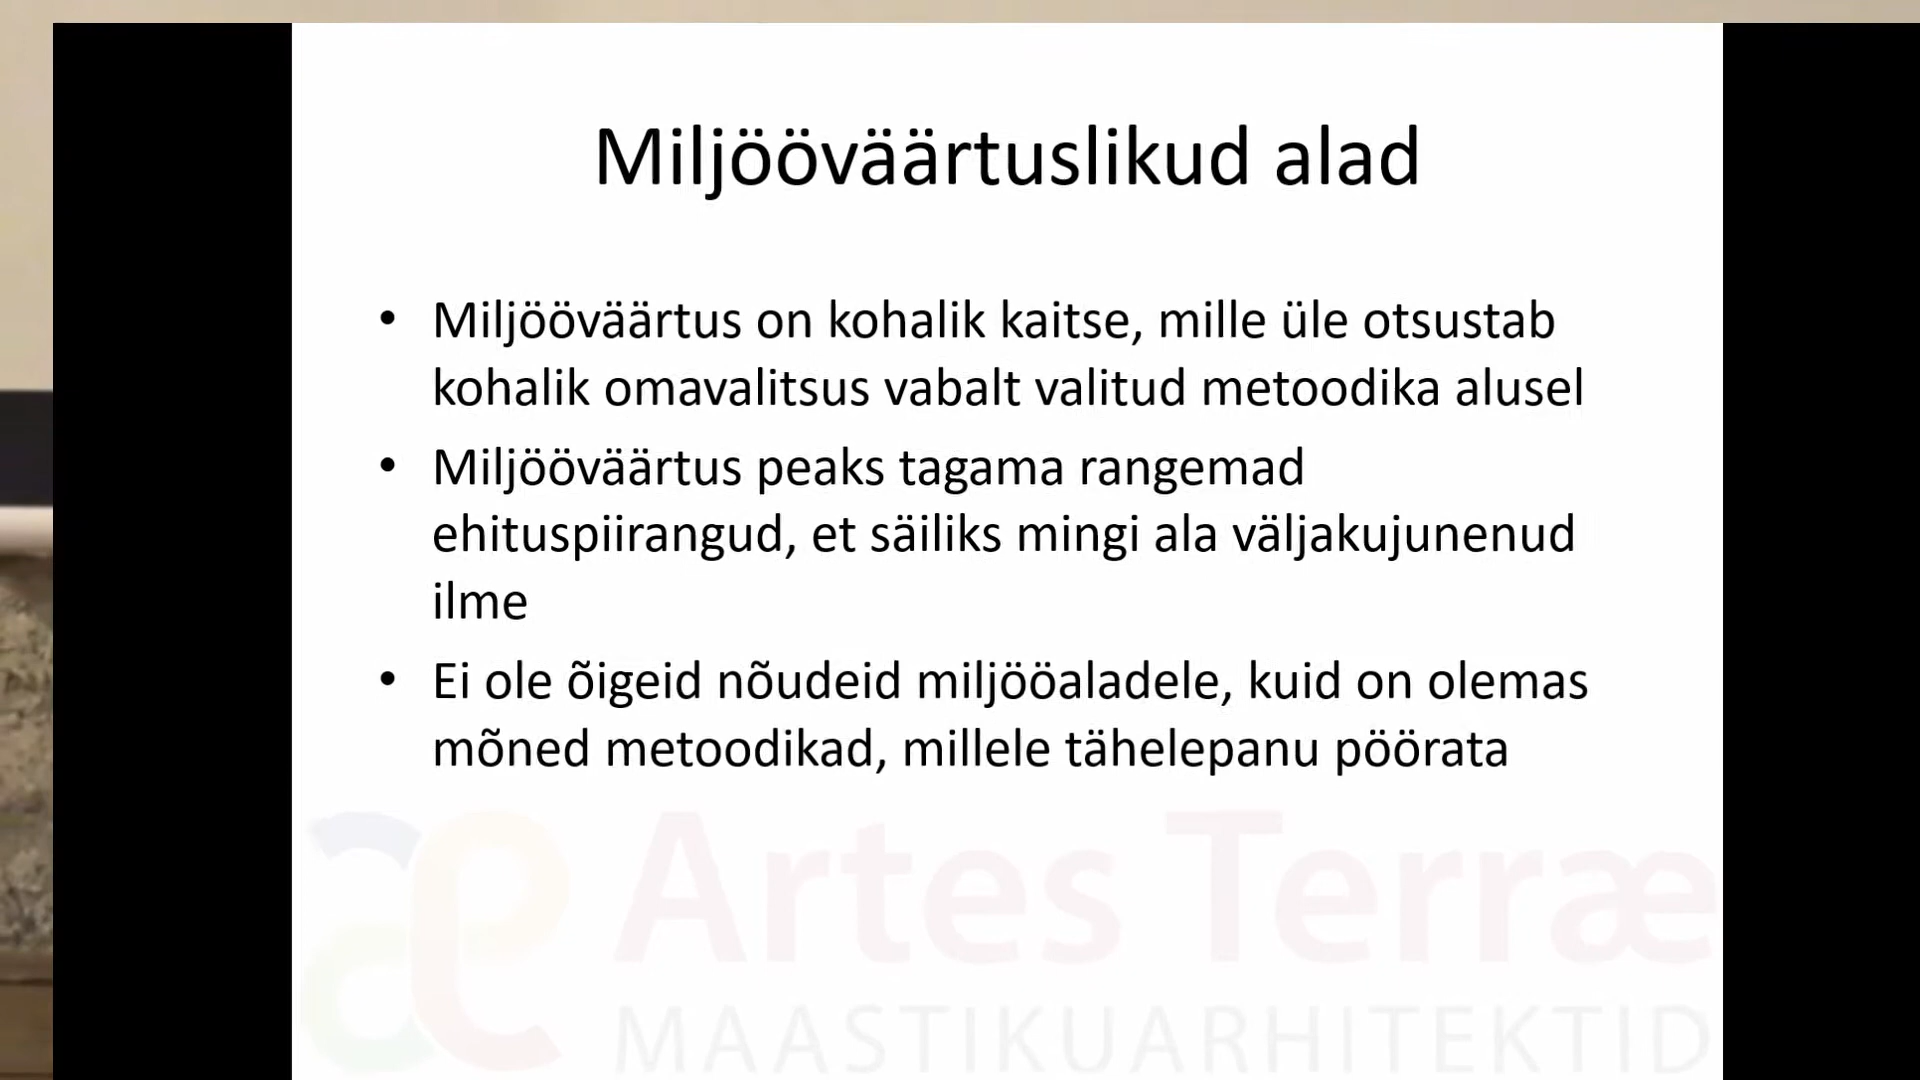 Miljööväärtuslikud alad
• Miljööväärtus on kohalik kaitse, mille üle otsustab
kohalik omavalitsus vabalt valitud metoodika alusel
• Miljööväärtus peaks tagama rangemad
ehituspiirangud, et säiliks mingi ala väljakujunenud
ilme
• Ei ole õigeid nõudeid miljööaladele, kuid on olemas
mõned metoodikad, millele tähelepanu pöörata
Artes Terræ
MAASTIKUARHITEKTID